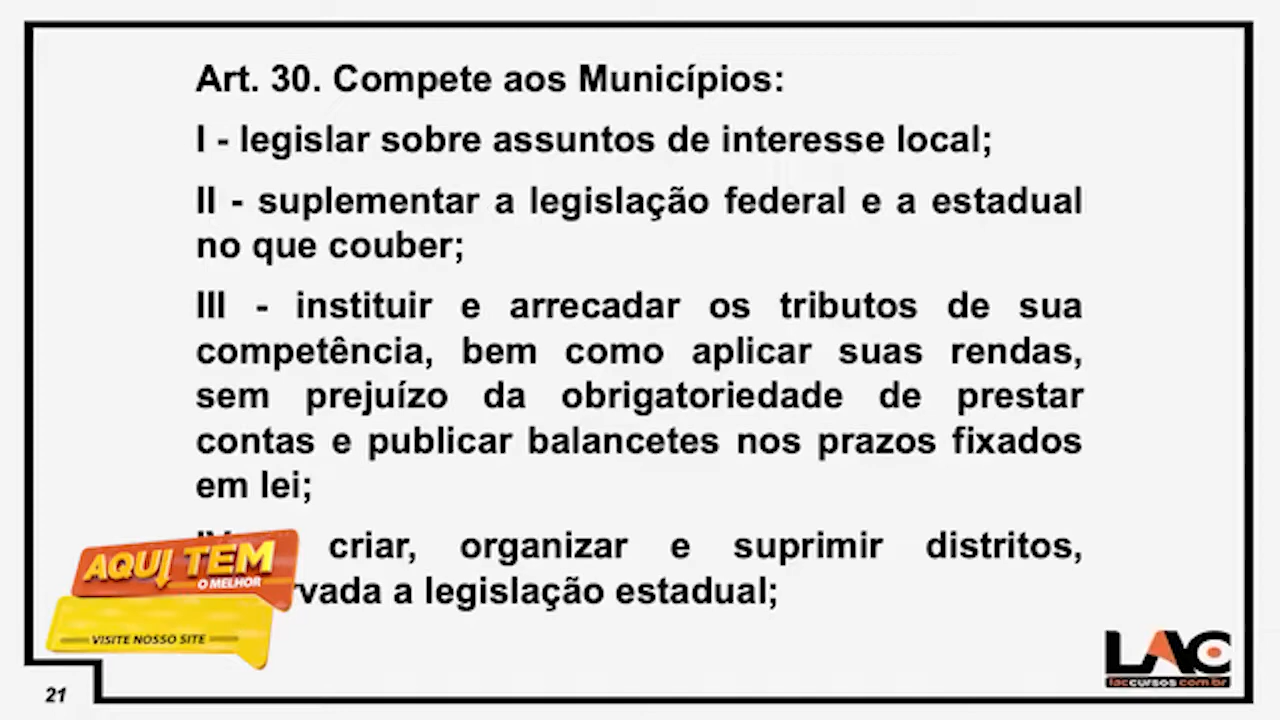 Art. 30. Compete aos Municípios:
I - legislar sobre assuntos de interesse local;
II - suplementar a legislação federal e a estadual
no que couber;
III - instituir e arrecadar os tributos de sua
competência, bem como aplicar suas rendas,
sem prejuízo da obrigatoriedade de prestar
contas e publicar balancetes nos prazos fixados
em lei;
criar, organizar e suprimir distritos,
a legislação estadual;
AQUI TEM
O MELHOR
VISITE NOSSO SITE
21
LAC
laccursos.com.br